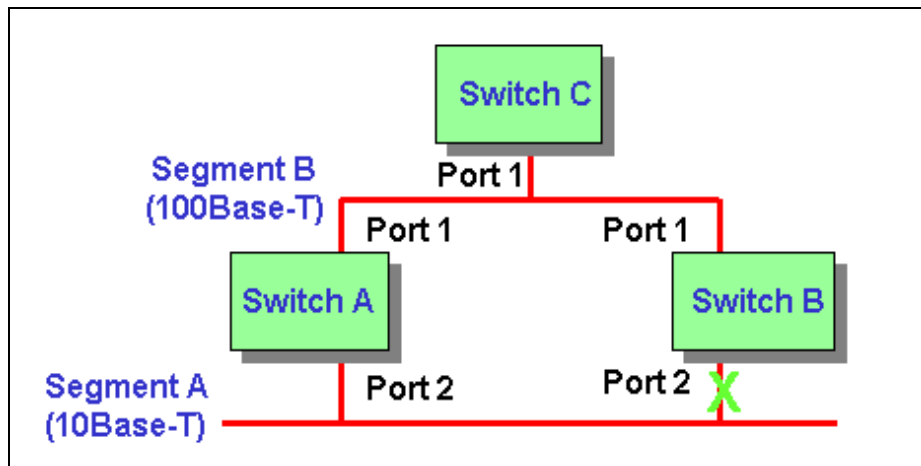 Switch C
Port 1
Segment B
(100Base-T)
Port 1
Port 1
Switch A
Switch B
Port 2
Port 2
X
Segment A
(10Base-T)